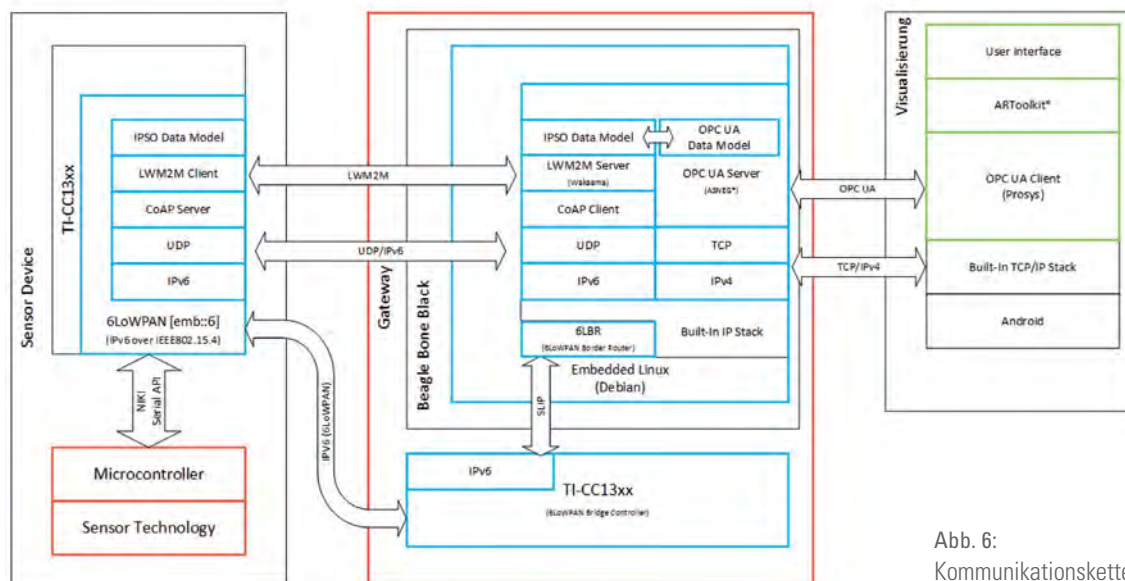 Sensor Device
TI-CC13xx
IPSO Data Model
LWM2M Client
CoAP Server
UDP
IPv6
6LoWPAN [emb::6]
(IPv6 over IEEE802.15.4)
NIKI
Serial API
Microcontroller
Sensor Technology
LWM2M
UDP/IPv6
IPV6 (6LoWPAN)
Gateway
Beagle Bone Black
IPSO Data Model
OPC UA
Data Model
LWM2M Server
(Wakaama)
OPC UA Server
(ASNEG*)
CoAP Client
UDP
TCP
IPv6
IPv4
6LBR
(6LoWPAN Border Router)
Built-In IP Stack
Embedded Linux
(Debian)
SLIP
IPv6
TI-CC13xx
(6LoWPAN Bridge Controller)
OPC UA
TCP/IPv4
Visualisierung
User Interface
ARToolkit*
OPC UA Client
(Prosys)
Built-In TCP/IP Stack
Android
Abb. 6:
Kommunikationskette